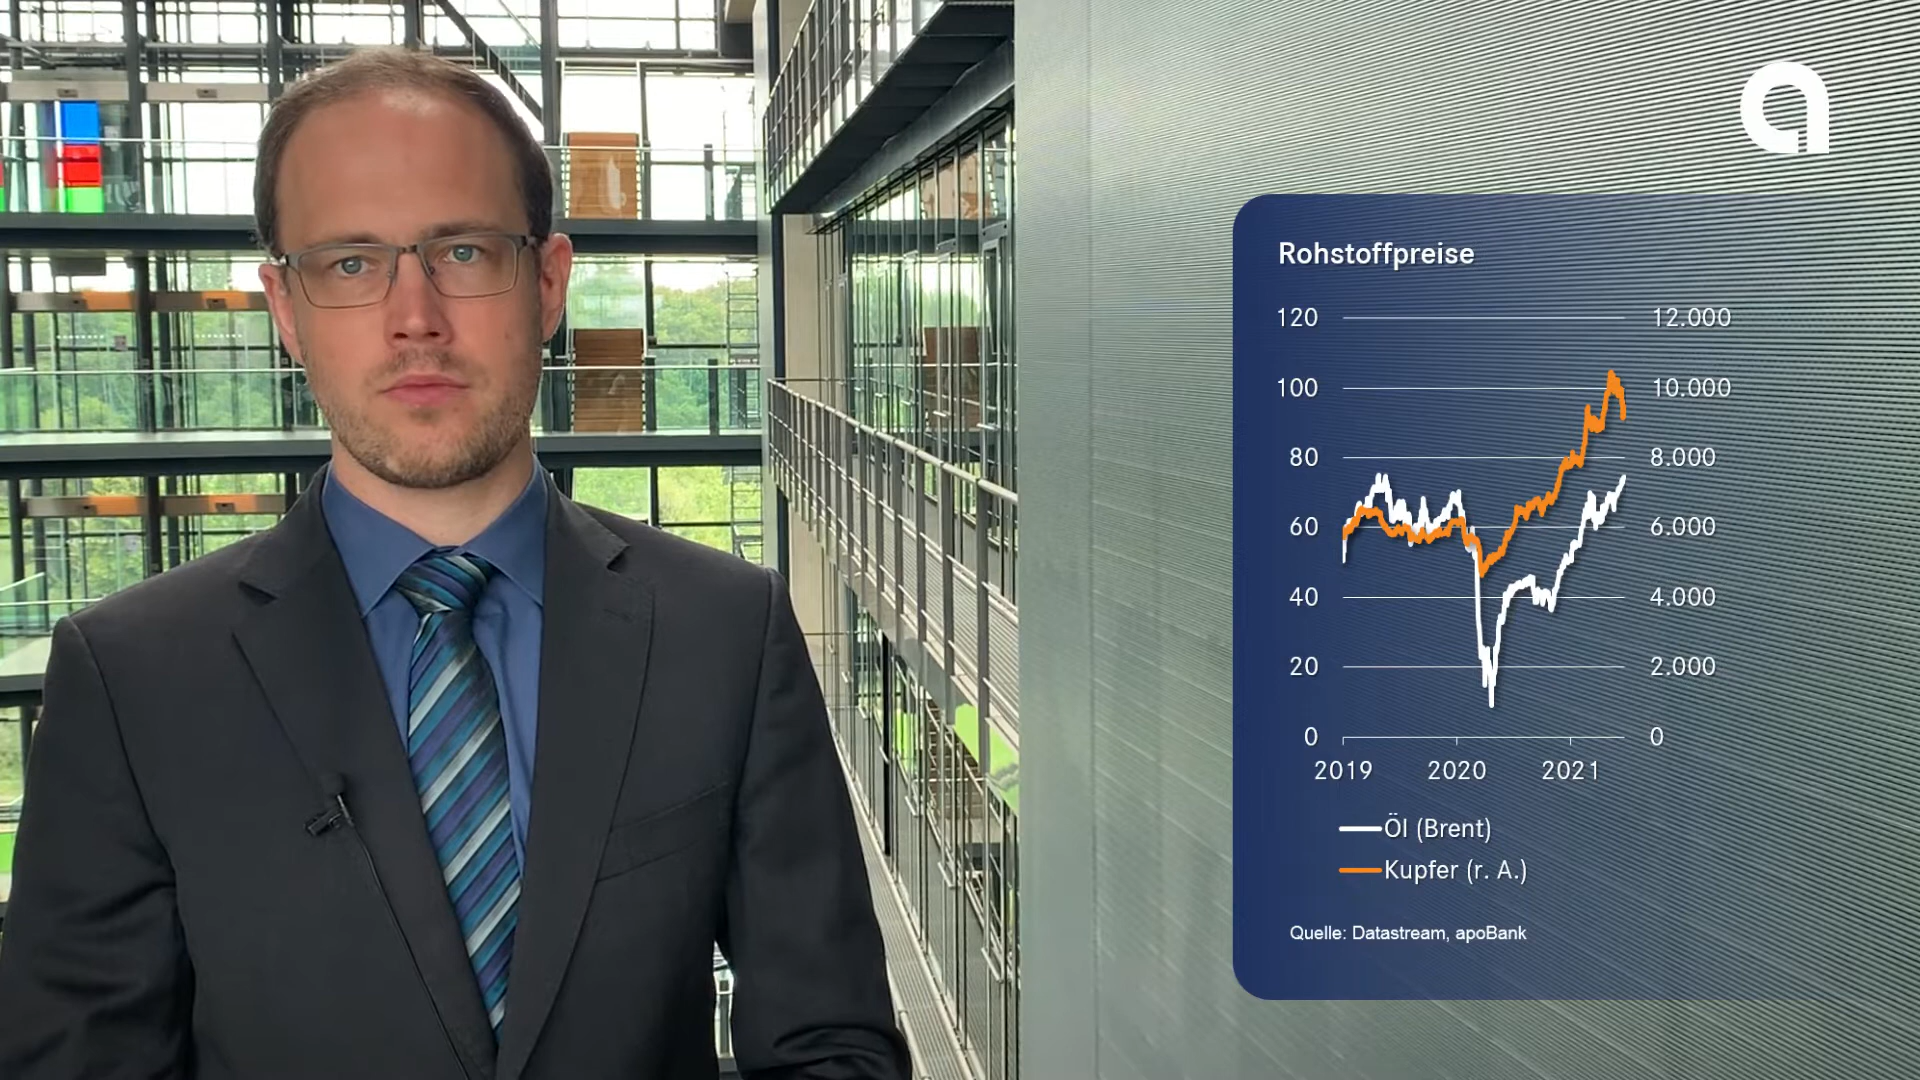 Rohstoffpreise
120 12.000
100 10.000
80 8.000
60 6.000
40 4.000
20 2.000
0 0
2019 2020 2021
Öl (Brent)
Kupfer (r. A.)
Quelle: Datastream, apoBank